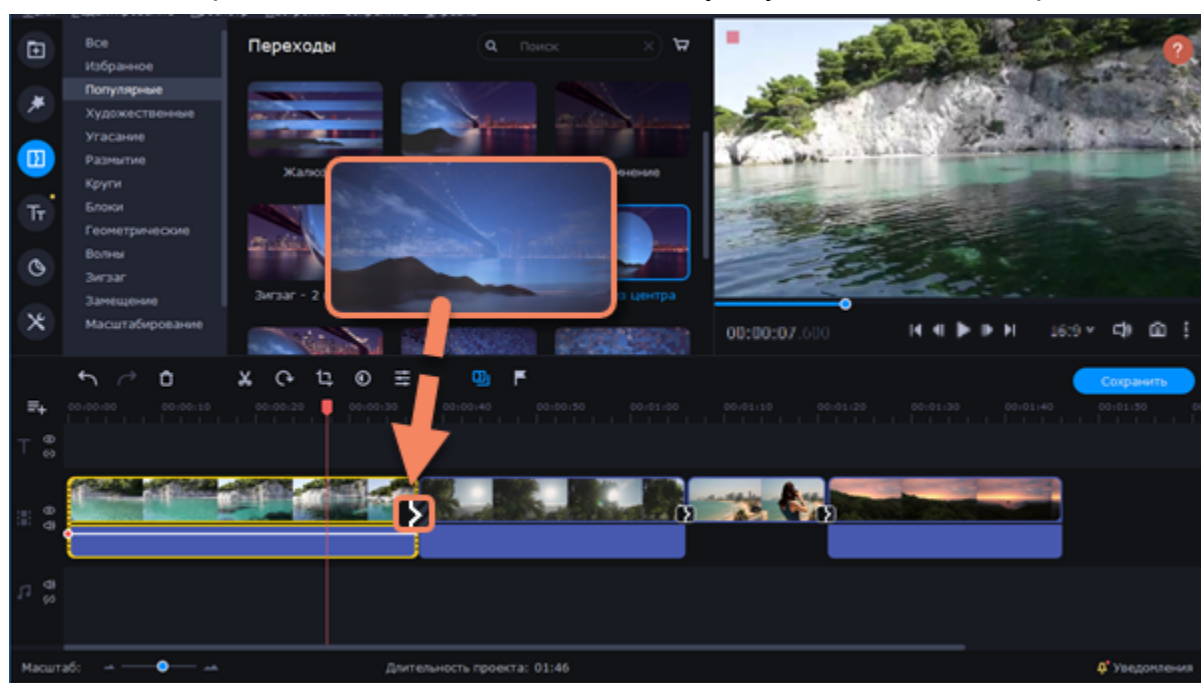 Все
Избранное
Популярные
Художественные
Угасание
Размытие
Круги
Блоки
Геометрические
Волны
Зигзаг
Замещение
Масштабирование
Переходы
Поиск
Зигзаг - 2
центра
?
00:00:07.600
16:9
Сохранить
00:00:00 00:00:10 00:00:20 00:00:30 00:00:40 00:00:50 00:01:00 00:01:10 00:01:20 00:01:30 00:01:40 00:01:50
Масштаб:
Длительность проекта: 01:46
Уведомления